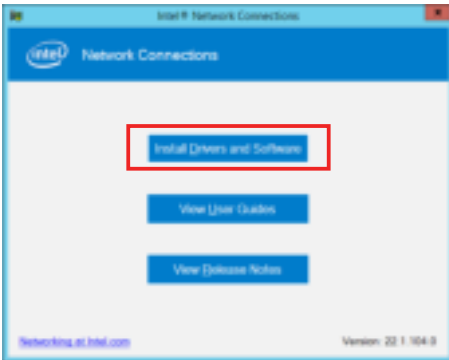 Intel® Network Connections
intel Network Connections
Install Drivers and Software
View User Guides
View Release Notes
Networking at Intel.com Version: 22.1.104.0